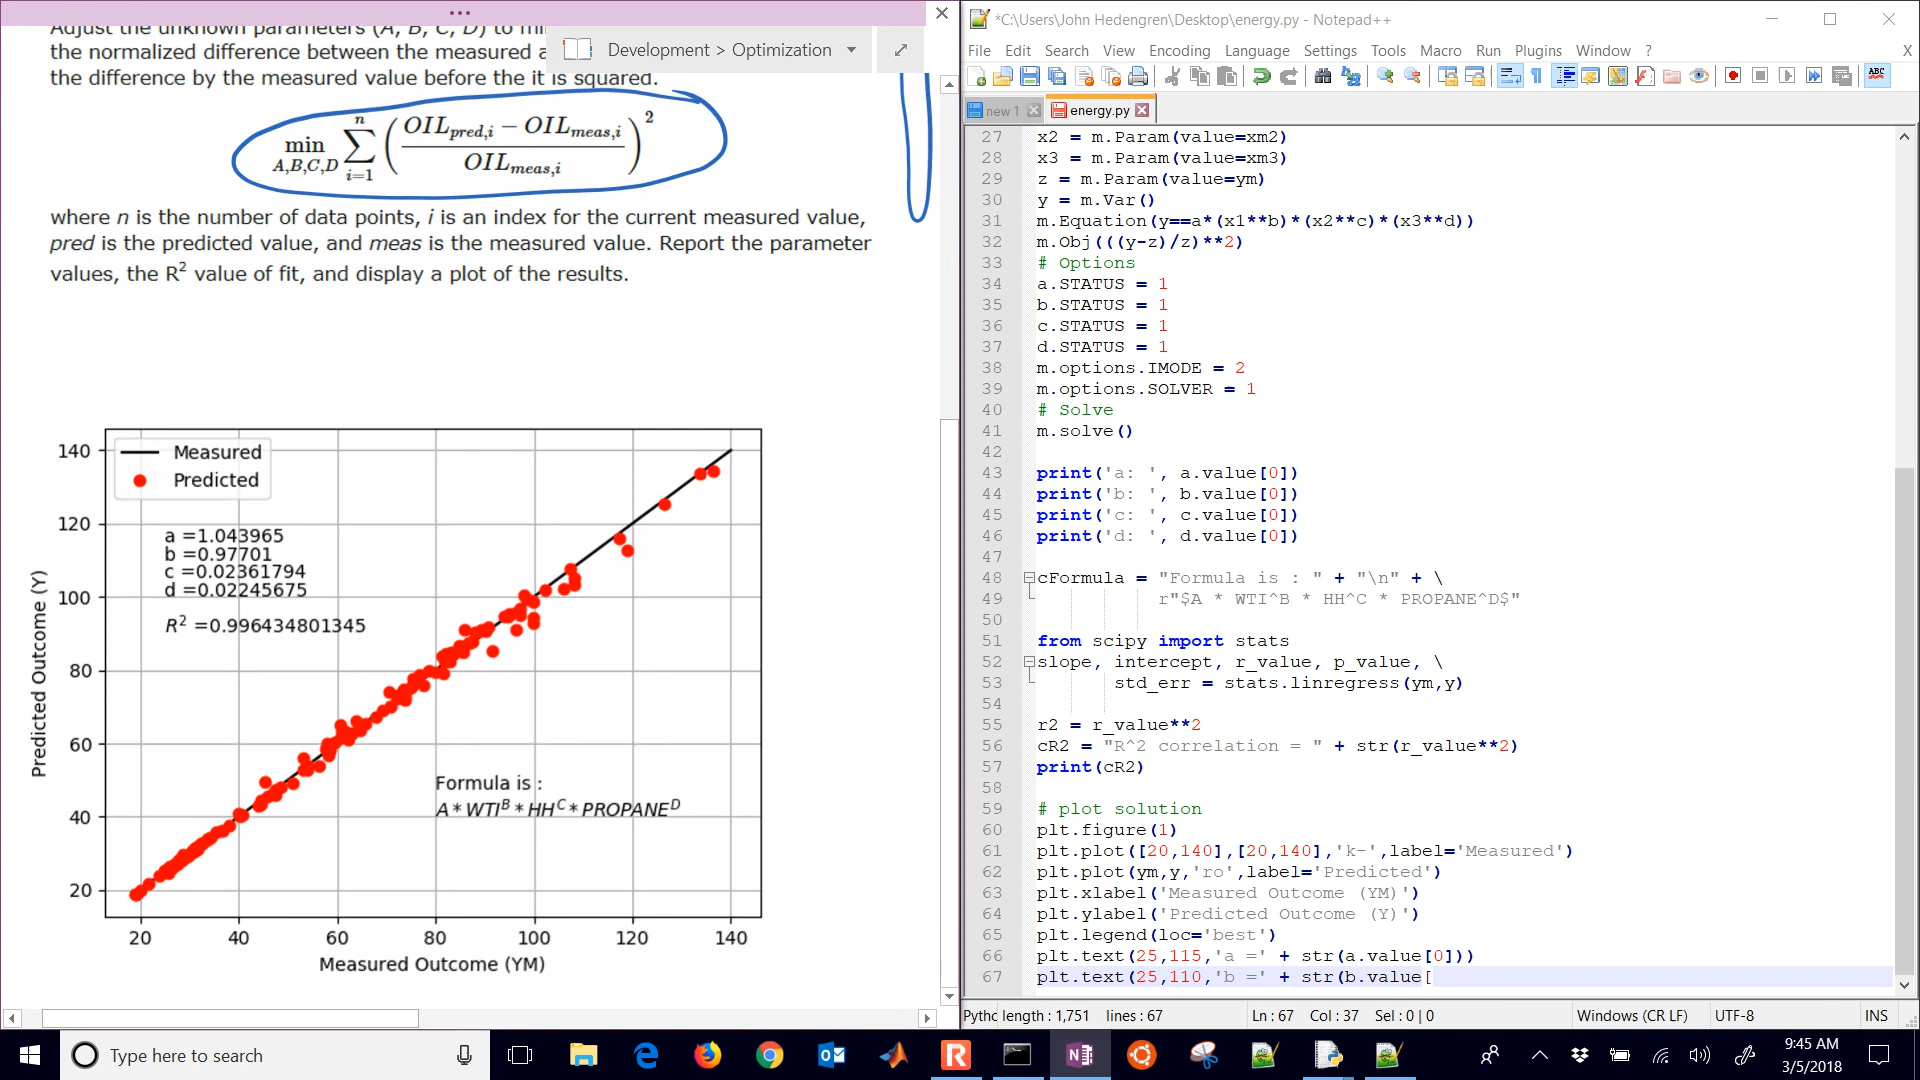 Adjust the unknown parameters (A, B, C, D) to mi
the normalized difference between the measured a
the difference by the measured value before the it is squared.
Development > Optimization
min A,B,C,D ∑ i=1 n ( OILpred,i − OILmeas,i / OILmeas,i )2
where n is the number of data points, i is an index for the current measured value,
pred is the predicted value, and meas is the measured value. Report the parameter
values, the R2 value of fit, and display a plot of the results.
Measured
Predicted
a =1.043965
b =0.97701
c =0.02361794
d =0.02245675
R2 =0.996434801345
Formula is :
A * WTI^B * HH^C * PROPANE^D
140
120
100
80
60
40
20
20 40 60 80 100 120 140
Predicted Outcome (Y)
Measured Outcome (YM)
*C:\Users\John Hedengren\Desktop\energy.py - Notepad++
File Edit Search View Encoding Language Settings Tools Macro Run Plugins Window ? X
ABC
new 1
energy.py
27 x2 = m.Param(value=xm2)
28 x3 = m.Param(value=xm3)
29 z = m.Param(value=ym)
30 y = m.Var()
31 m.Equation(y==a*(x1**b)*(x2**c)*(x3**d))
32 m.Obj(((y-z)/z)**2)
33 # Options
34 a.STATUS = 1
35 b.STATUS = 1
36 c.STATUS = 1
37 d.STATUS = 1
38 m.options.IMODE = 2
39 m.options.SOLVER = 1
40 # Solve
41 m.solve()
42
43 print('a: ', a.value[0])
44 print('b: ', b.value[0])
45 print('c: ', c.value[0])
46 print('d: ', d.value[0])
47
48 cFormula = "Formula is : " + "\n" + \
49 r"$A * WTI^B * HH^C * PROPANE^D$"
50
51 from scipy import stats
52 slope, intercept, r_value, p_value, \
53 std_err = stats.linregress(ym,y)
54
55 r2 = r_value**2
56 cR2 = "R^2 correlation = " + str(r_value**2)
57 print(cR2)
58
59 # plot solution
60 plt.figure(1)
61 plt.plot([20,140],[20,140],'k-',label='Measured')
62 plt.plot(ym,y,'ro',label='Predicted')
63 plt.xlabel('Measured Outcome (YM)')
64 plt.ylabel('Predicted Outcome (Y)')
65 plt.legend(loc='best')
66 plt.text(25,115,'a =' + str(a.value[0]))
67 plt.text(25,110,'b =' + str(b.value[
Pythc length : 1,751 lines : 67 Ln : 67 Col : 37 Sel : 0 | 0 Windows (CR LF) UTF-8 INS
Type here to search
9:45 AM
3/5/2018